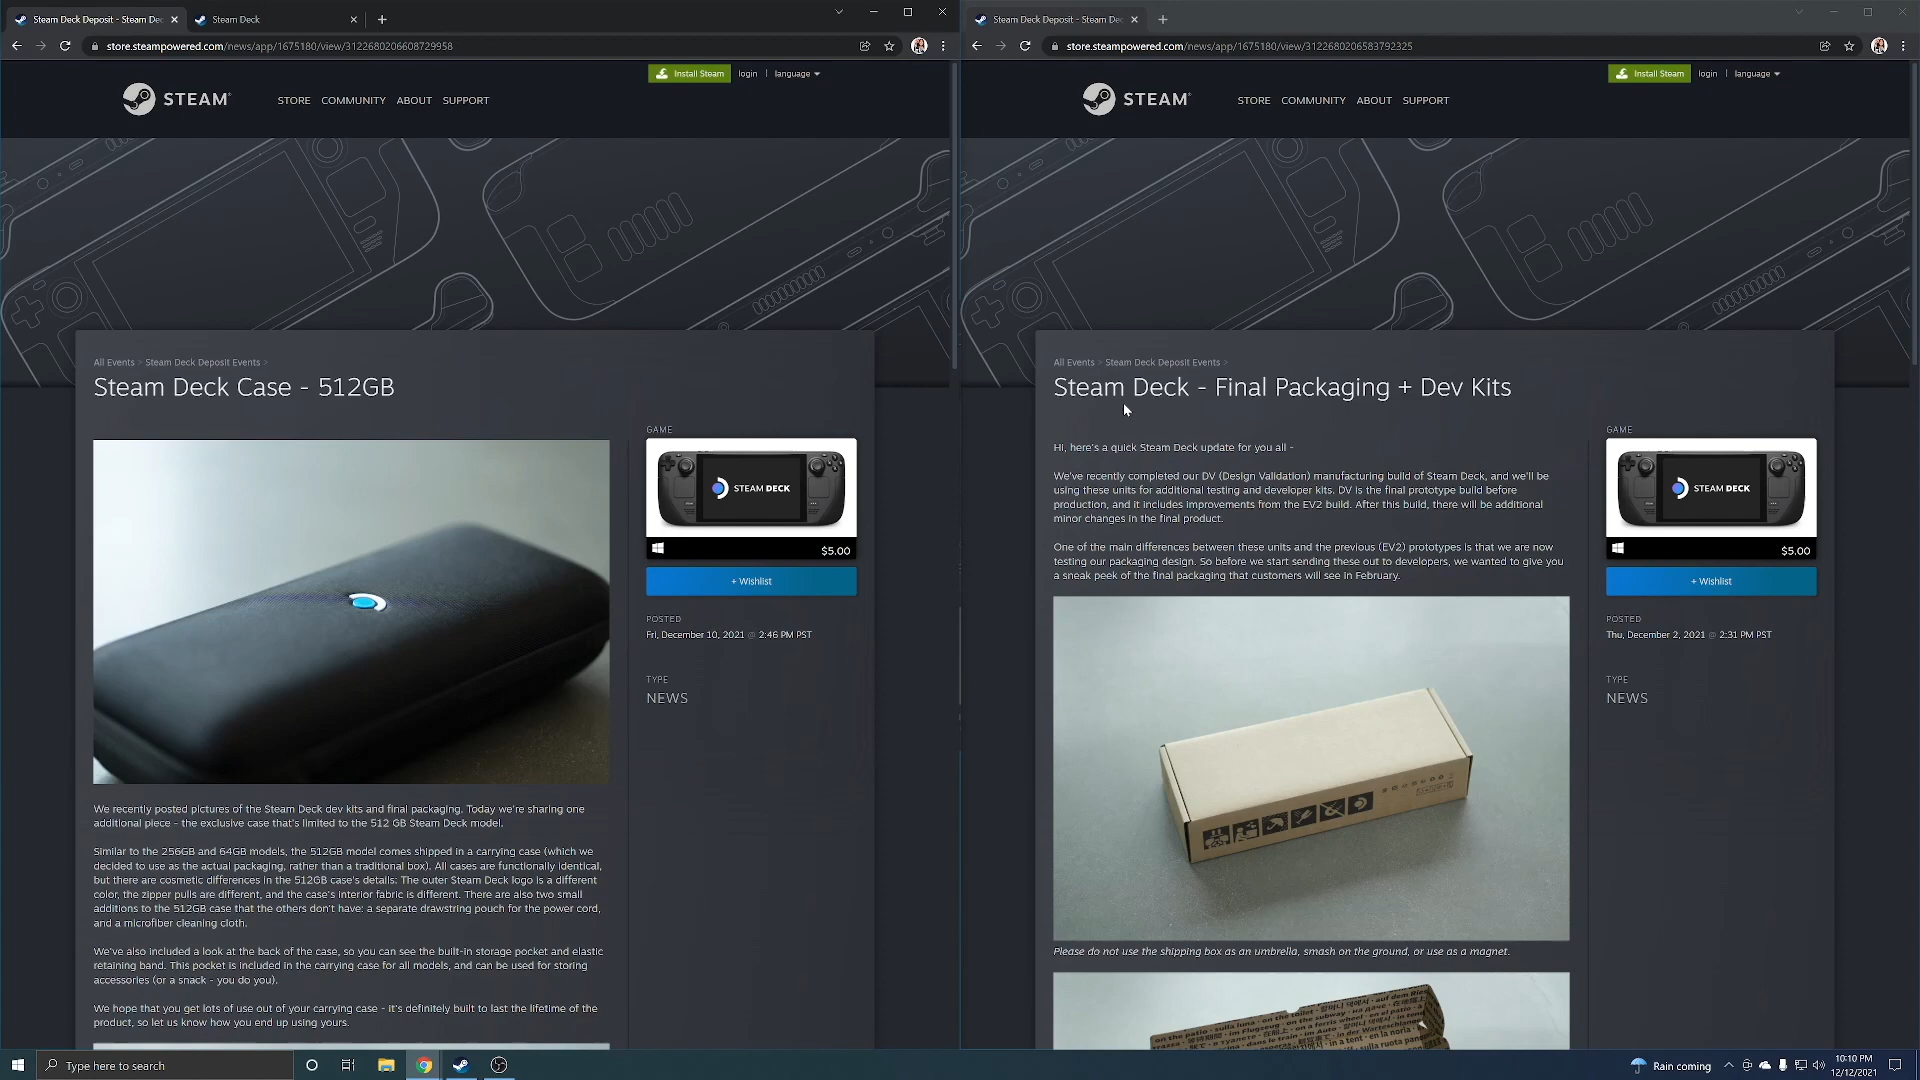 Steam Deck Deposit - Steam Dec
Steam Deck
store.steampowered.com/news/app/1675180/view/3122680206608729958
Install Steam
login | language
STEAM
STORE COMMUNITY ABOUT SUPPORT
All Events > Steam Deck Deposit Events >
Steam Deck Case - 512GB
GAME
STEAM DECK
$5.00
+ Wishlist
POSTED
Fri, December 10, 2021 @ 2:46 PM PST
TYPE
NEWS
We recently posted pictures of the Steam Deck dev kits and final packaging. Today we're sharing one
additional piece - the exclusive case that's limited to the 512 GB Steam Deck model.
Similar to the 256GB and 64GB models, the 512GB model comes shipped in a carrying case (which we
decided to use as the actual packaging, rather than a traditional box). All cases are functionally identical,
but there are cosmetic differences in the 512GB case's details: The outer Steam Deck logo is a different
color, the zipper pulls are different, and the case's interior fabric is different. There are also two small
additions to the 512GB case that the others don't have: a separate drawstring pouch for the power cord,
and a microfiber cleaning cloth.
We've also included a look at the back of the case, so you can see the built-in storage pocket and elastic
retaining band. This pocket is included in the carrying case for all models, and can be used for storing
accessories (or a snack - you do you).
We hope that you get lots of use out of your carrying case - it's definitely built to last the lifetime of the
product, so let us know how you end up using yours.
Steam Deck Deposit - Steam Dec
store.steampowered.com/news/app/1675180/view/3122680206583792325
Install Steam
login | language
STEAM
STORE COMMUNITY ABOUT SUPPORT
All Events > Steam Deck Deposit Events >
Steam Deck - Final Packaging + Dev Kits
Hi, here's a quick Steam Deck update for you all -
We've recently completed our DV (Design Validation) manufacturing build of Steam Deck, and we'll be
using these units for additional testing and developer kits. DV is the final prototype build before
production, and it includes improvements from the EV2 build. After this build, there will be additional
minor changes in the final product.
One of the main differences between these units and the previous (EV2) prototypes is that we are now
testing our packaging design. So before we start sending these out to developers, we wanted to give you
a sneak peek of the final packaging that customers will see in February.
Please do not use the shipping box as an umbrella, smash on the ground, or use as a magnet.
GAME
STEAM DECK
$5.00
+ Wishlist
POSTED
Thu, December 2, 2021 @ 2:31 PM PST
TYPE
NEWS
Type here to search
Rain coming
10:10 PM
12/12/2021